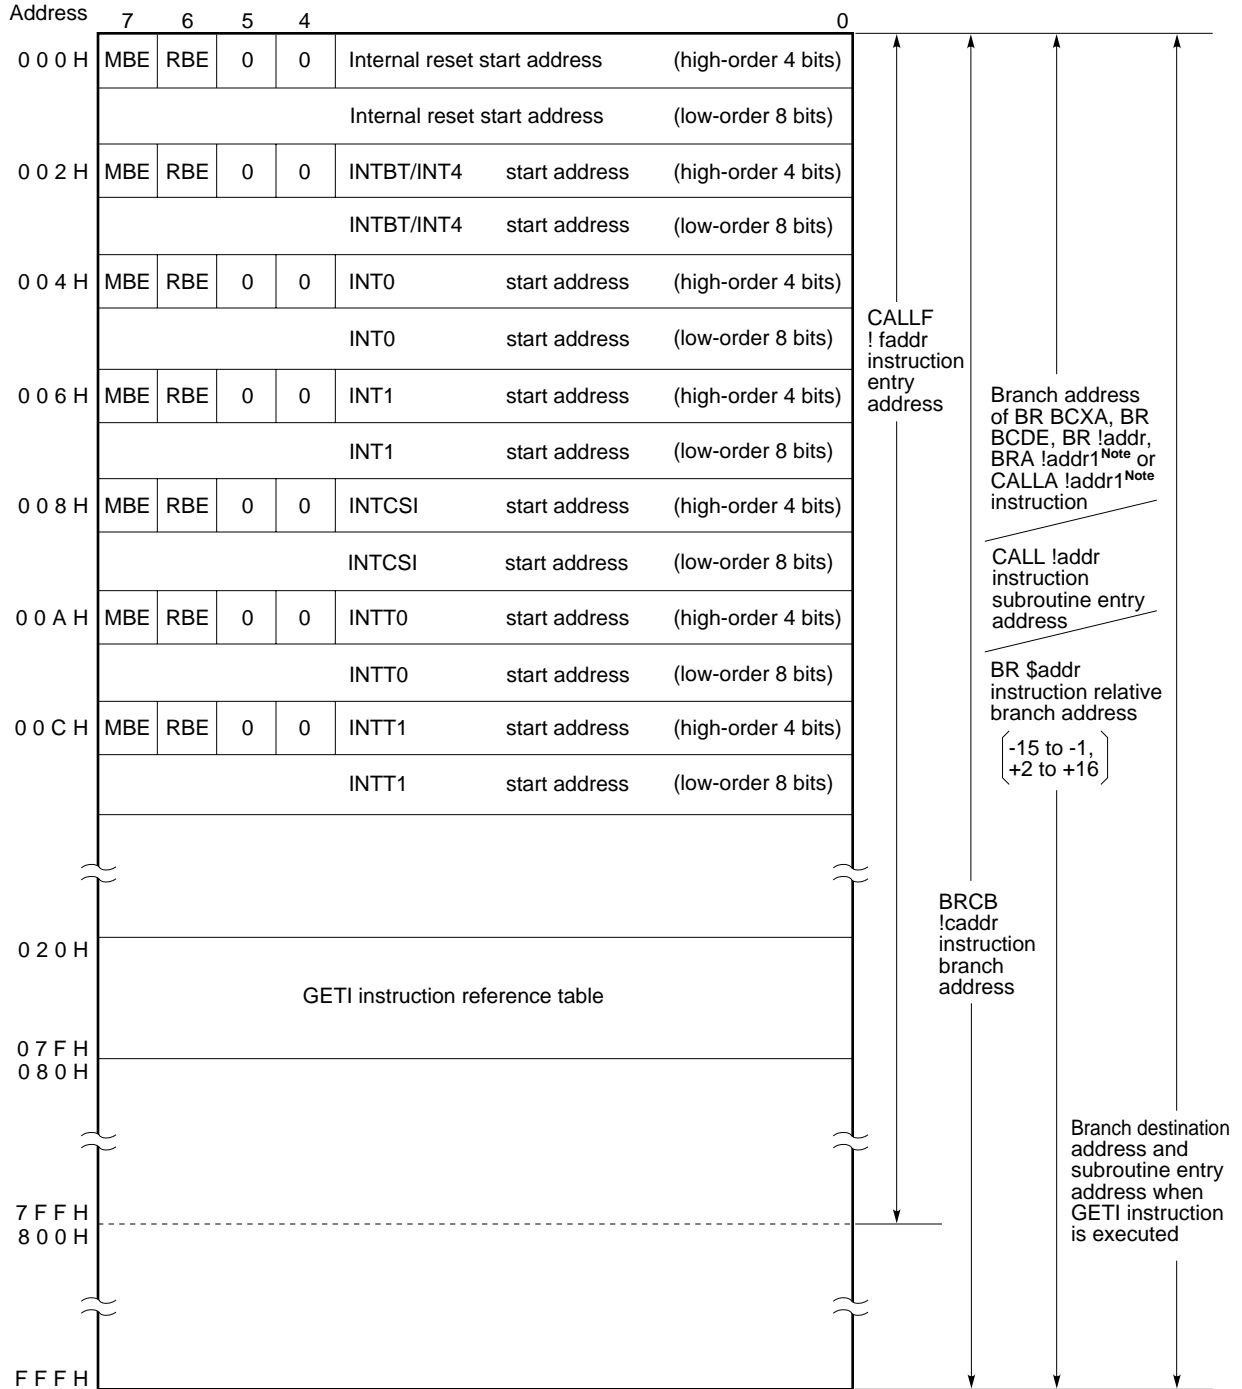 Address
7 6 5 4 0
000H MBE RBE 0 0 Internal reset start address (high-order 4 bits)
Internal reset start address (low-order 8 bits)
002H MBE RBE 0 0 INTBT/INT4 start address (high-order 4 bits)
INTBT/INT4 start address (low-order 8 bits)
004H MBE RBE 0 0 INT0 start address (high-order 4 bits)
INT0 start address (low-order 8 bits)
006H MBE RBE 0 0 INT1 start address (high-order 4 bits)
INT1 start address (low-order 8 bits)
008H MBE RBE 0 0 INTCSI start address (high-order 4 bits)
INTCSI start address (low-order 8 bits)
00AH MBE RBE 0 0 INTT0 start address (high-order 4 bits)
INTT0 start address (low-order 8 bits)
00CH MBE RBE 0 0 INTT1 start address (high-order 4 bits)
INTT1 start address (low-order 8 bits)
020H
GETI instruction reference table
07FH
080H
7FFH
800H
FFFH
CALLF
! faddr
instruction
entry
address
BRCB
!caddr
instruction
branch
address
Branch address
of BR BCXA, BR
BCDE, BR !addr,
BRA !addr1Note or
CALLA !addr1Note
instruction
CALL !addr
instruction
subroutine entry
address
BR $addr
instruction relative
branch address
-15 to -1,
+2 to +16
Branch destination
address and
subroutine entry
address when
GETI instruction
is executed